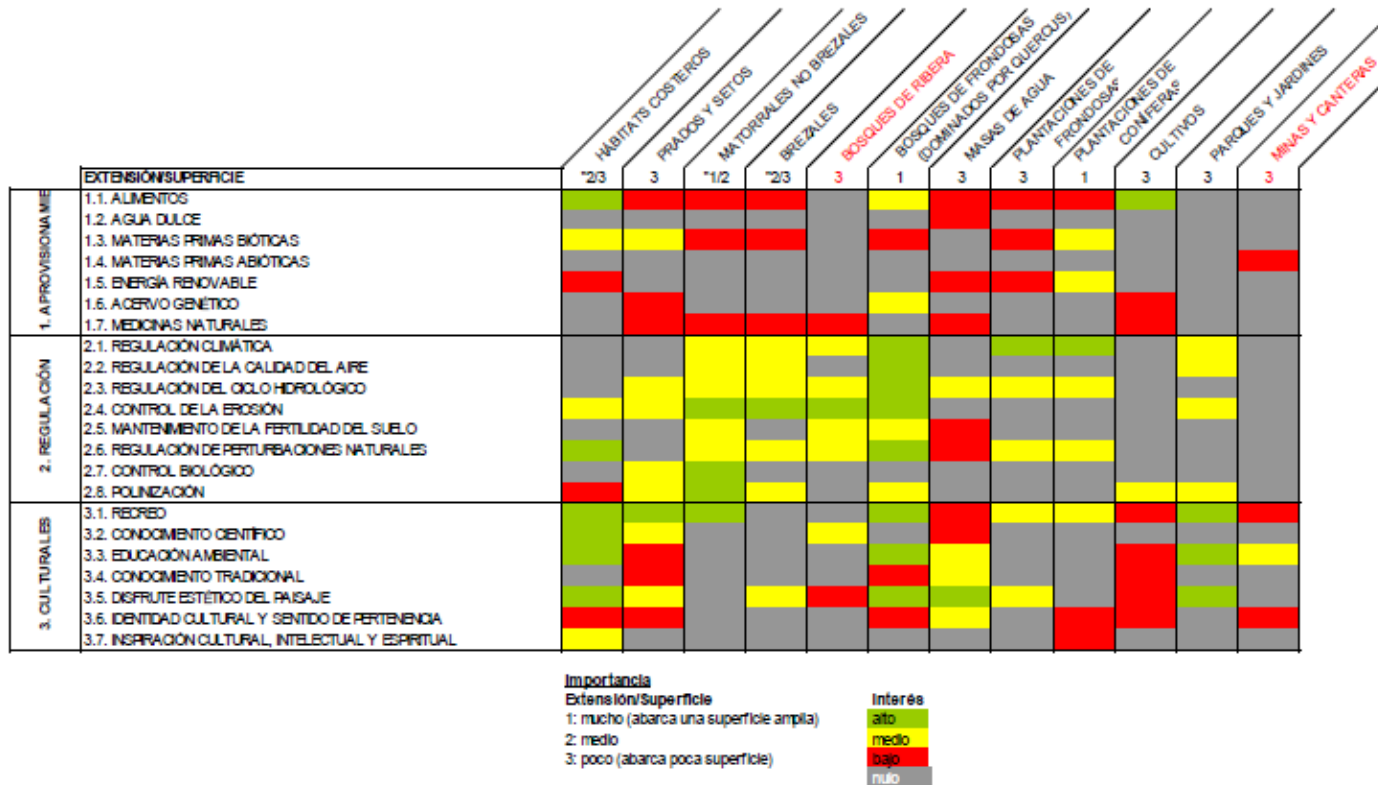 HÁBITATS COSTEROS
PRADOS Y SETOS
MATORRALES NO BREZALES
BREZALES
BOSQUES DE RIBERA
BOSQUES DE FRONDOSAS
(DOMINADOS POR QUERCUS)
MASAS DE AGUA
PLANTACIONES DE
FRONDOSAS
PLANTACIONES DE
CONÍFERAS
CULTIVOS
PARQUES Y JARDINES
MINAS Y CANTERAS
EXTENSIÓN/SUPERFICIE "2/3 3 "1/2 "2/3 3 1 3 3 1 3 3 3
1. APROVISIONAME
1.1. ALIMENTOS
1.2. AGUA DULCE
1.3. MATERIAS PRIMAS BIÓTICAS
1.4. MATERIAS PRIMAS ABIÓTICAS
1.5. ENERGÍA RENOVABLE
1.6. ACERVO GENÉTICO
1.7. MEDICINAS NATURALES
2. REGULACIÓN
2.1. REGULACIÓN CLIMÁTICA
2.2. REGULACIÓN DE LA CALIDAD DEL AIRE
2.3. REGULACIÓN DEL CICLO HIDROLÓGICO
2.4. CONTROL DE LA EROSIÓN
2.5. MANTENIMIENTO DE LA FERTILIDAD DEL SUELO
2.6. REGULACIÓN DE PERTURBACIONES NATURALES
2.7. CONTROL BIOLÓGICO
2.8. POLINIZACIÓN
3. CULTURALES
3.1. RECREO
3.2. CONOCIMIENTO CIENTÍFICO
3.3. EDUCACIÓN AMBIENTAL
3.4. CONOCIMIENTO TRADICIONAL
3.5. DISFRUTE ESTÉTICO DEL PAISAJE
3.6. IDENTIDAD CULTURAL Y SENTIDO DE PERTENENCIA
3.7. INSPIRACIÓN CULTURAL, INTELECTUAL Y ESPIRITUAL
Importancia
Extensión/Superficie Interés
1: mucho (abarca una superficie amplia) alto
2: medio medio
3: poco (abarca poca superficie) bajo
nulo